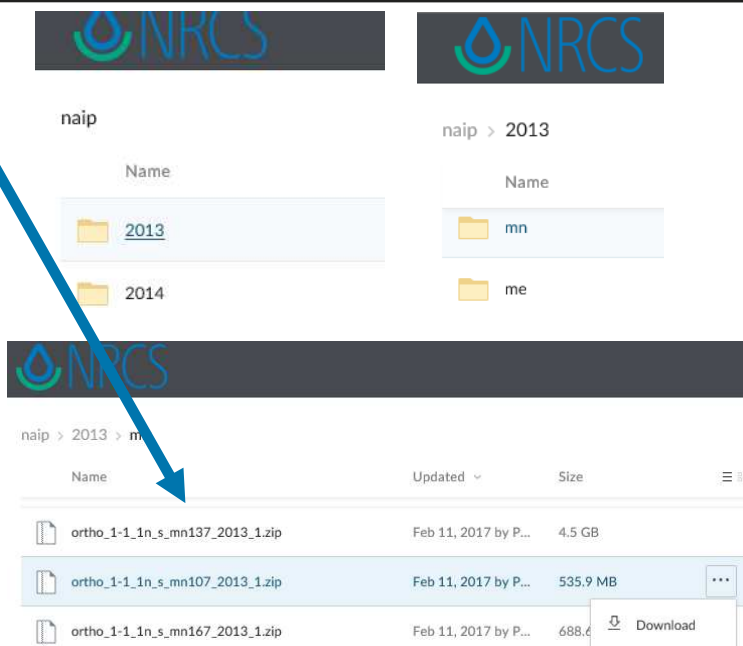 NRCS
naip
Name
2013
2014
NRCS
naip > 2013
Name
mn
me
NRCS
naip > 2013 >
Name Updated Size
ortho_1-1_1n_s_mn137_2013_1.zip Feb 11, 2017 by P... 4.5 GB
ortho_1-1_1n_s_mn107_2013_1.zip Feb 11, 2017 by P... 535.9 MB ...
ortho_1-1_1n_s_mn167_2013_1.zip Feb 11, 2017 by P...
Download